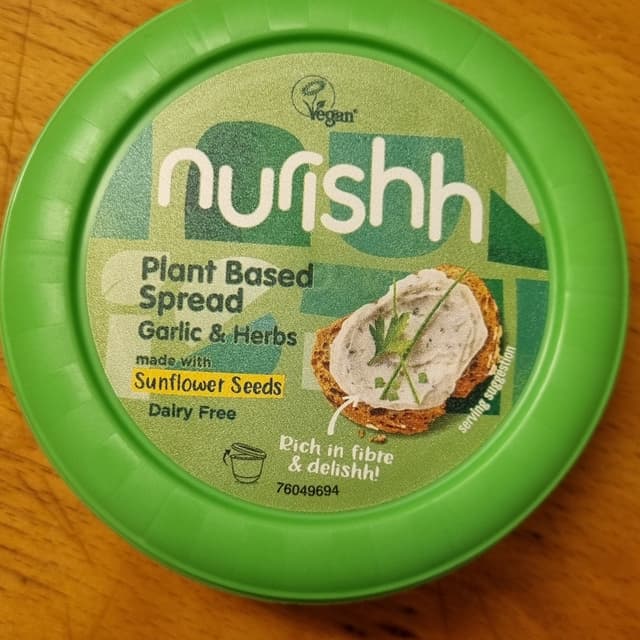 Vegan®
nurishh
Plant Based
Spread
Garlic & Herbs
made with
Sunflower Seeds
Dairy Free
serving suggestion
Rich in fibre
& delishh!
76049694